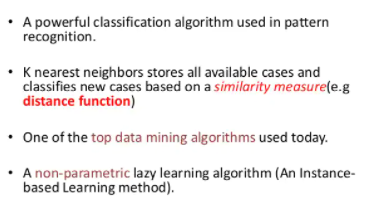 • A powerful classification algorithm used in pattern
recognition.
• K nearest neighbors stores all available cases and
classifies new cases based on a similarity measure(e.g
distance function)
• One of the top data mining algorithms used today.
• A non-parametric lazy learning algorithm (An Instance-
based Learning method).